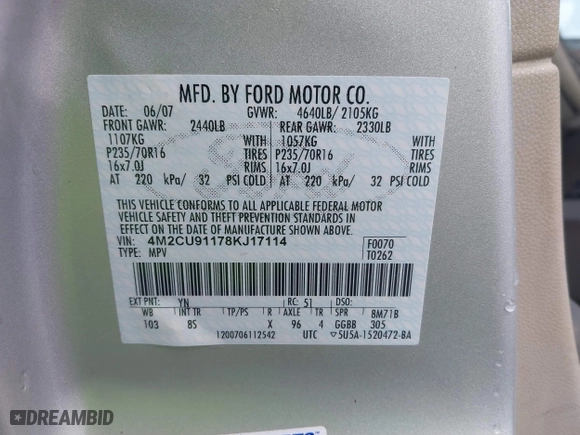 MFD. BY FORD MOTOR CO.
DATE: 06/07 GVWR: 4640LB/ 2105KG
FRONT GAWR: 2440LB REAR GAWR: 2330LB
1107KG WITH 1057KG WITH
P235/70R16 TIRES P235/70R16 TIRES
16x7.0J RIMS 16x7.0J RIMS
AT 220 kPa/ 32 PSI COLD AT 220 kPa/ 32 PSI COLD
THIS VEHICLE CONFORMS TO ALL APPLICABLE FEDERAL MOTOR
VEHICLE SAFETY AND THEFT PREVENTION STANDARDS IN
EFFECT ON THE DATE OF MANUFACTURE SHOWN ABOVE.
VIN: 4M2CU91178KJ17114 F0070
TYPE: MPV T0262
EXT PNT: YN RC: 51 DSO:
WB INT TR TP/PS R AXLE TR SPR BM71B
103 85 X 96 4 GGBB 305
1200706112542 UTC ▽5U5A-1520472-BA
DREAMBID